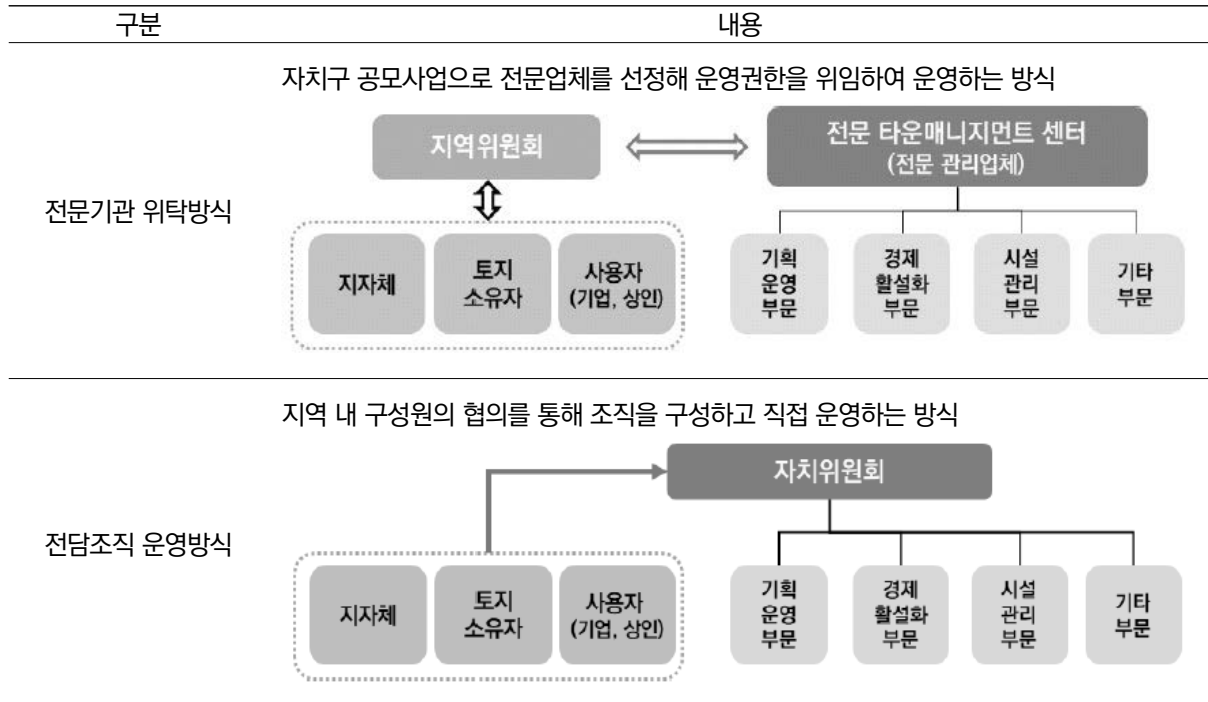 구분 내용
자치구 공모사업으로 전문업체를 선정해 운영권한을 위임하여 운영하는 방식
전문기관 위탁방식
지역위원회
전문 타운매니지먼트 센터
(전문 관리업체)
지자체
토지
소유자
사용자
(기업, 상인)
기획
운영
부문
경제
활설화
부문
시설
관리
부문
기타
부문
지역 내 구성원의 협의를 통해 조직을 구성하고 직접 운영하는 방식
전담조직 운영방식
자치위원회
지자체
토지
소유자
사용자
(기업, 상인)
기획
운영
부문
경제
활설화
부문
시설
관리
부문
기타
부문